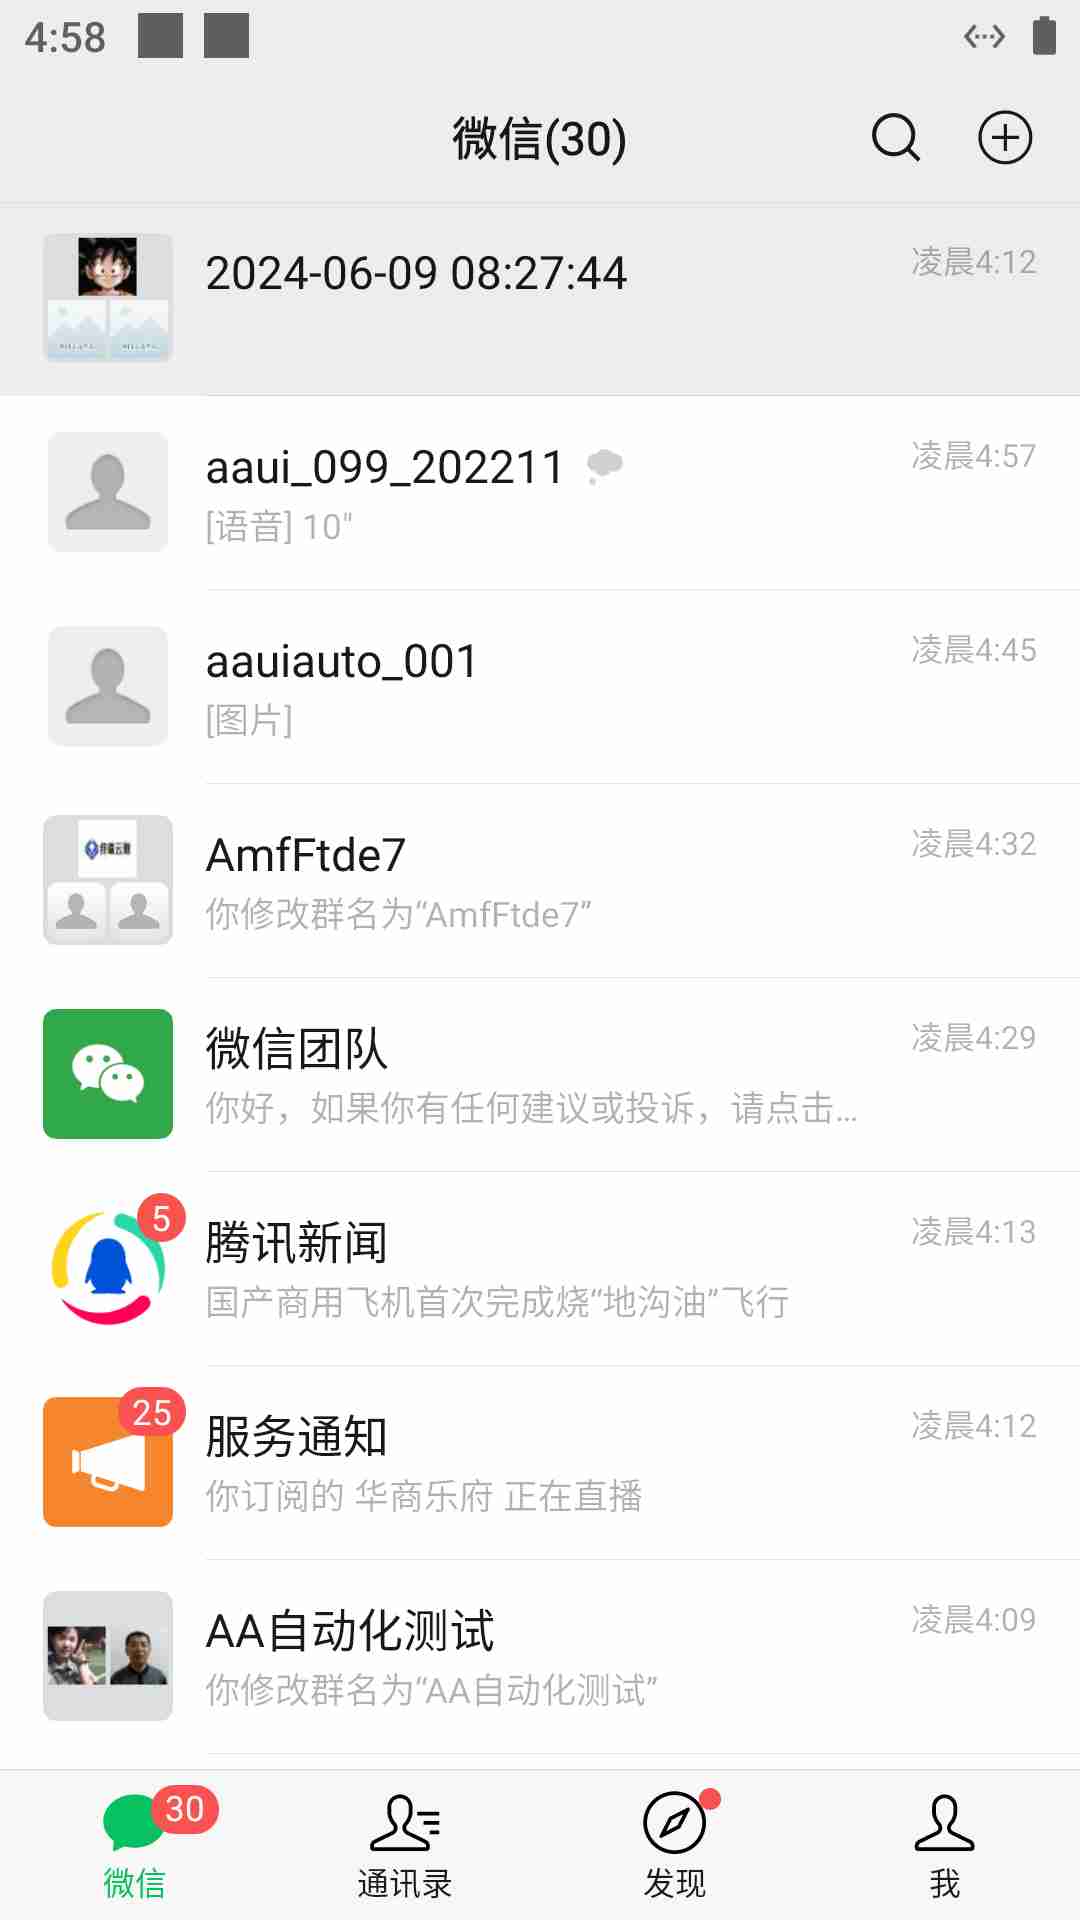 4:58
微信(30)
2024-06-09 08:27:44
凌晨4:12
aaui_099_202211
凌晨4:57
[语音] 10"
aauiauto_001
凌晨4:45
[图片]
AmfFtde7
凌晨4:32
你修改群名为“AmfFtde7”
微信团队
凌晨4:29
你好，如果你有任何建议或投诉，请点击...
5
腾讯新闻
凌晨4:13
国产商用飞机首次完成烧“地沟油”飞行
25
服务通知
凌晨4:12
你订阅的 华商乐府 正在直播
AA自动化测试
凌晨4:09
你修改群名为“AA自动化测试”
30
微信
通讯录
发现
我